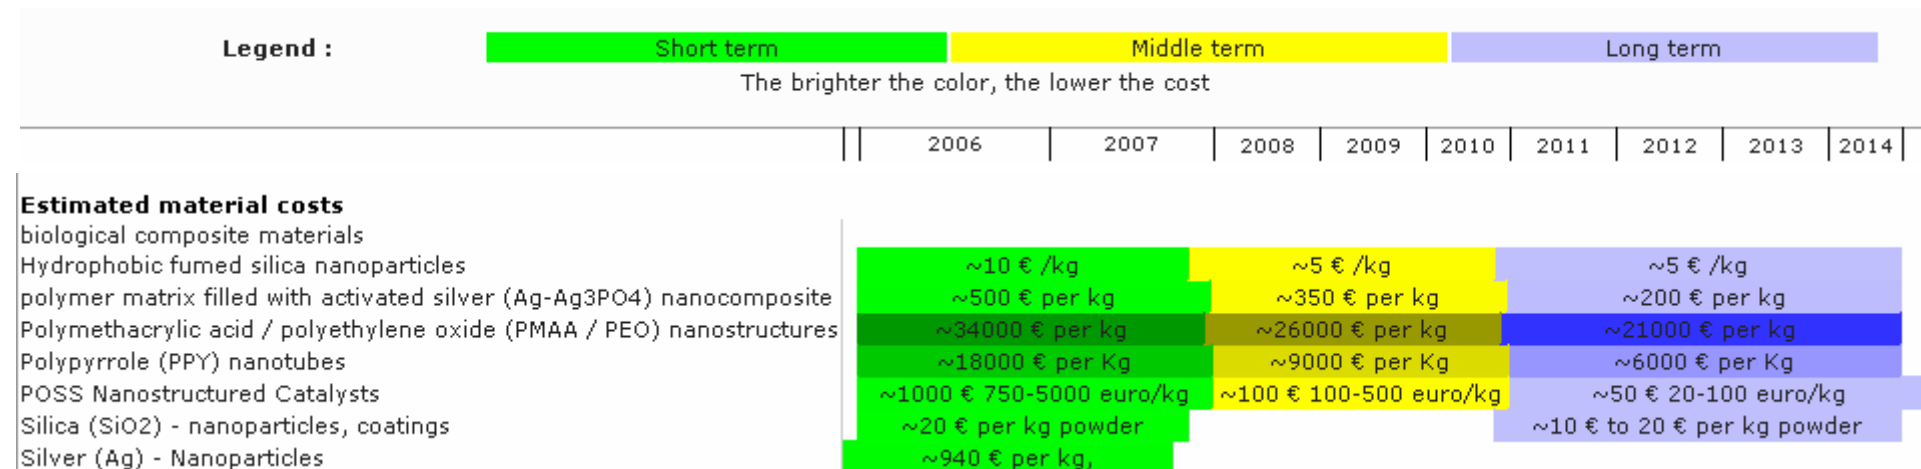 Legend : Short term Middle term Long term
The brighter the color, the lower the cost
2006 2007 2008 2009 2010 2011 2012 2013 2014
Estimated material costs
biological composite materials
Hydrophobic fumed silica nanoparticles ~10 € /kg ~5 € /kg ~5 € /kg
polymer matrix filled with activated silver (Ag-Ag3PO4) nanocomposite ~500 € per kg ~350 € per kg ~200 € per kg
Polymethacrylic acid / polyethylene oxide (PMAA / PEO) nanostructures ~34000 € per kg ~26000 € per kg ~21000 € per kg
Polypyrrole (PPY) nanotubes ~18000 € per Kg ~9000 € per Kg ~6000 € per Kg
POSS Nanostructured Catalysts ~1000 € 750-5000 euro/kg ~100 € 100-500 euro/kg ~50 € 20-100 euro/kg
Silica (SiO2) - nanoparticles, coatings ~20 € per kg powder ~10 € to 20 € per kg powder
Silver (Ag) - Nanoparticles ~940 € per kg,